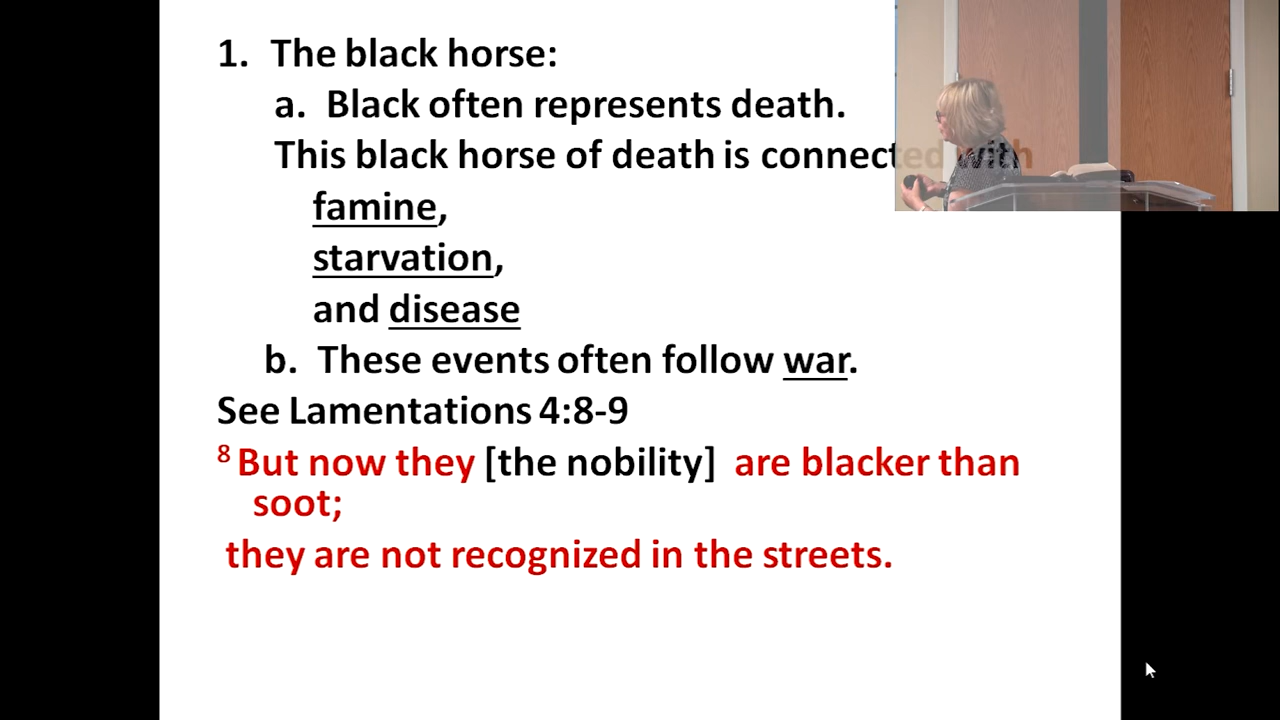 1. The black horse:
a. Black often represents death.
This black horse of death is connected with
famine,
starvation,
and disease
b. These events often follow war.
See Lamentations 4:8-9
8 But now they [the nobility] are blacker than
soot;
they are not recognized in the streets.